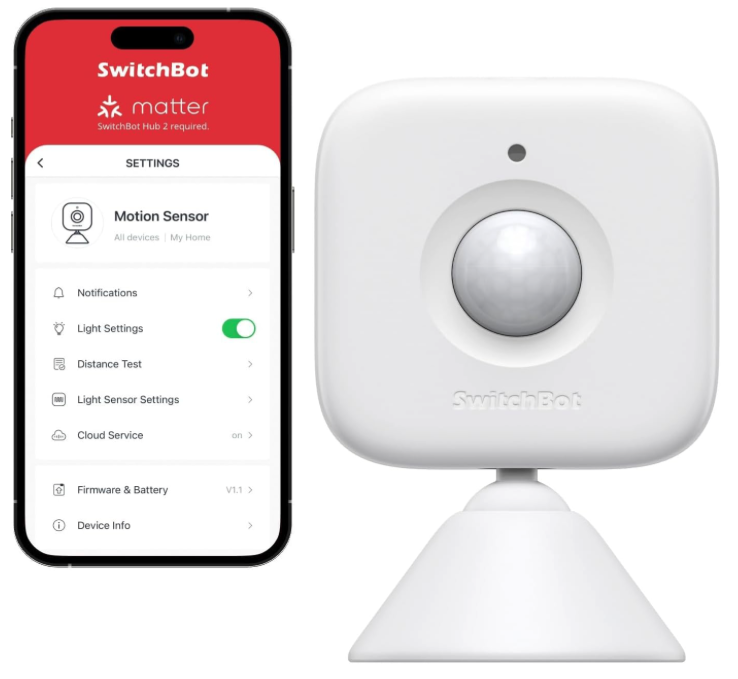 SwitchBot
matter
SwitchBot Hub 2 required.
SETTINGS
Motion Sensor
All devices | My Home
Notifications
Light Settings
Distance Test
Light Sensor Settings
Cloud Service on
Firmware & Battery V1.1
Device Info
SwitchBot